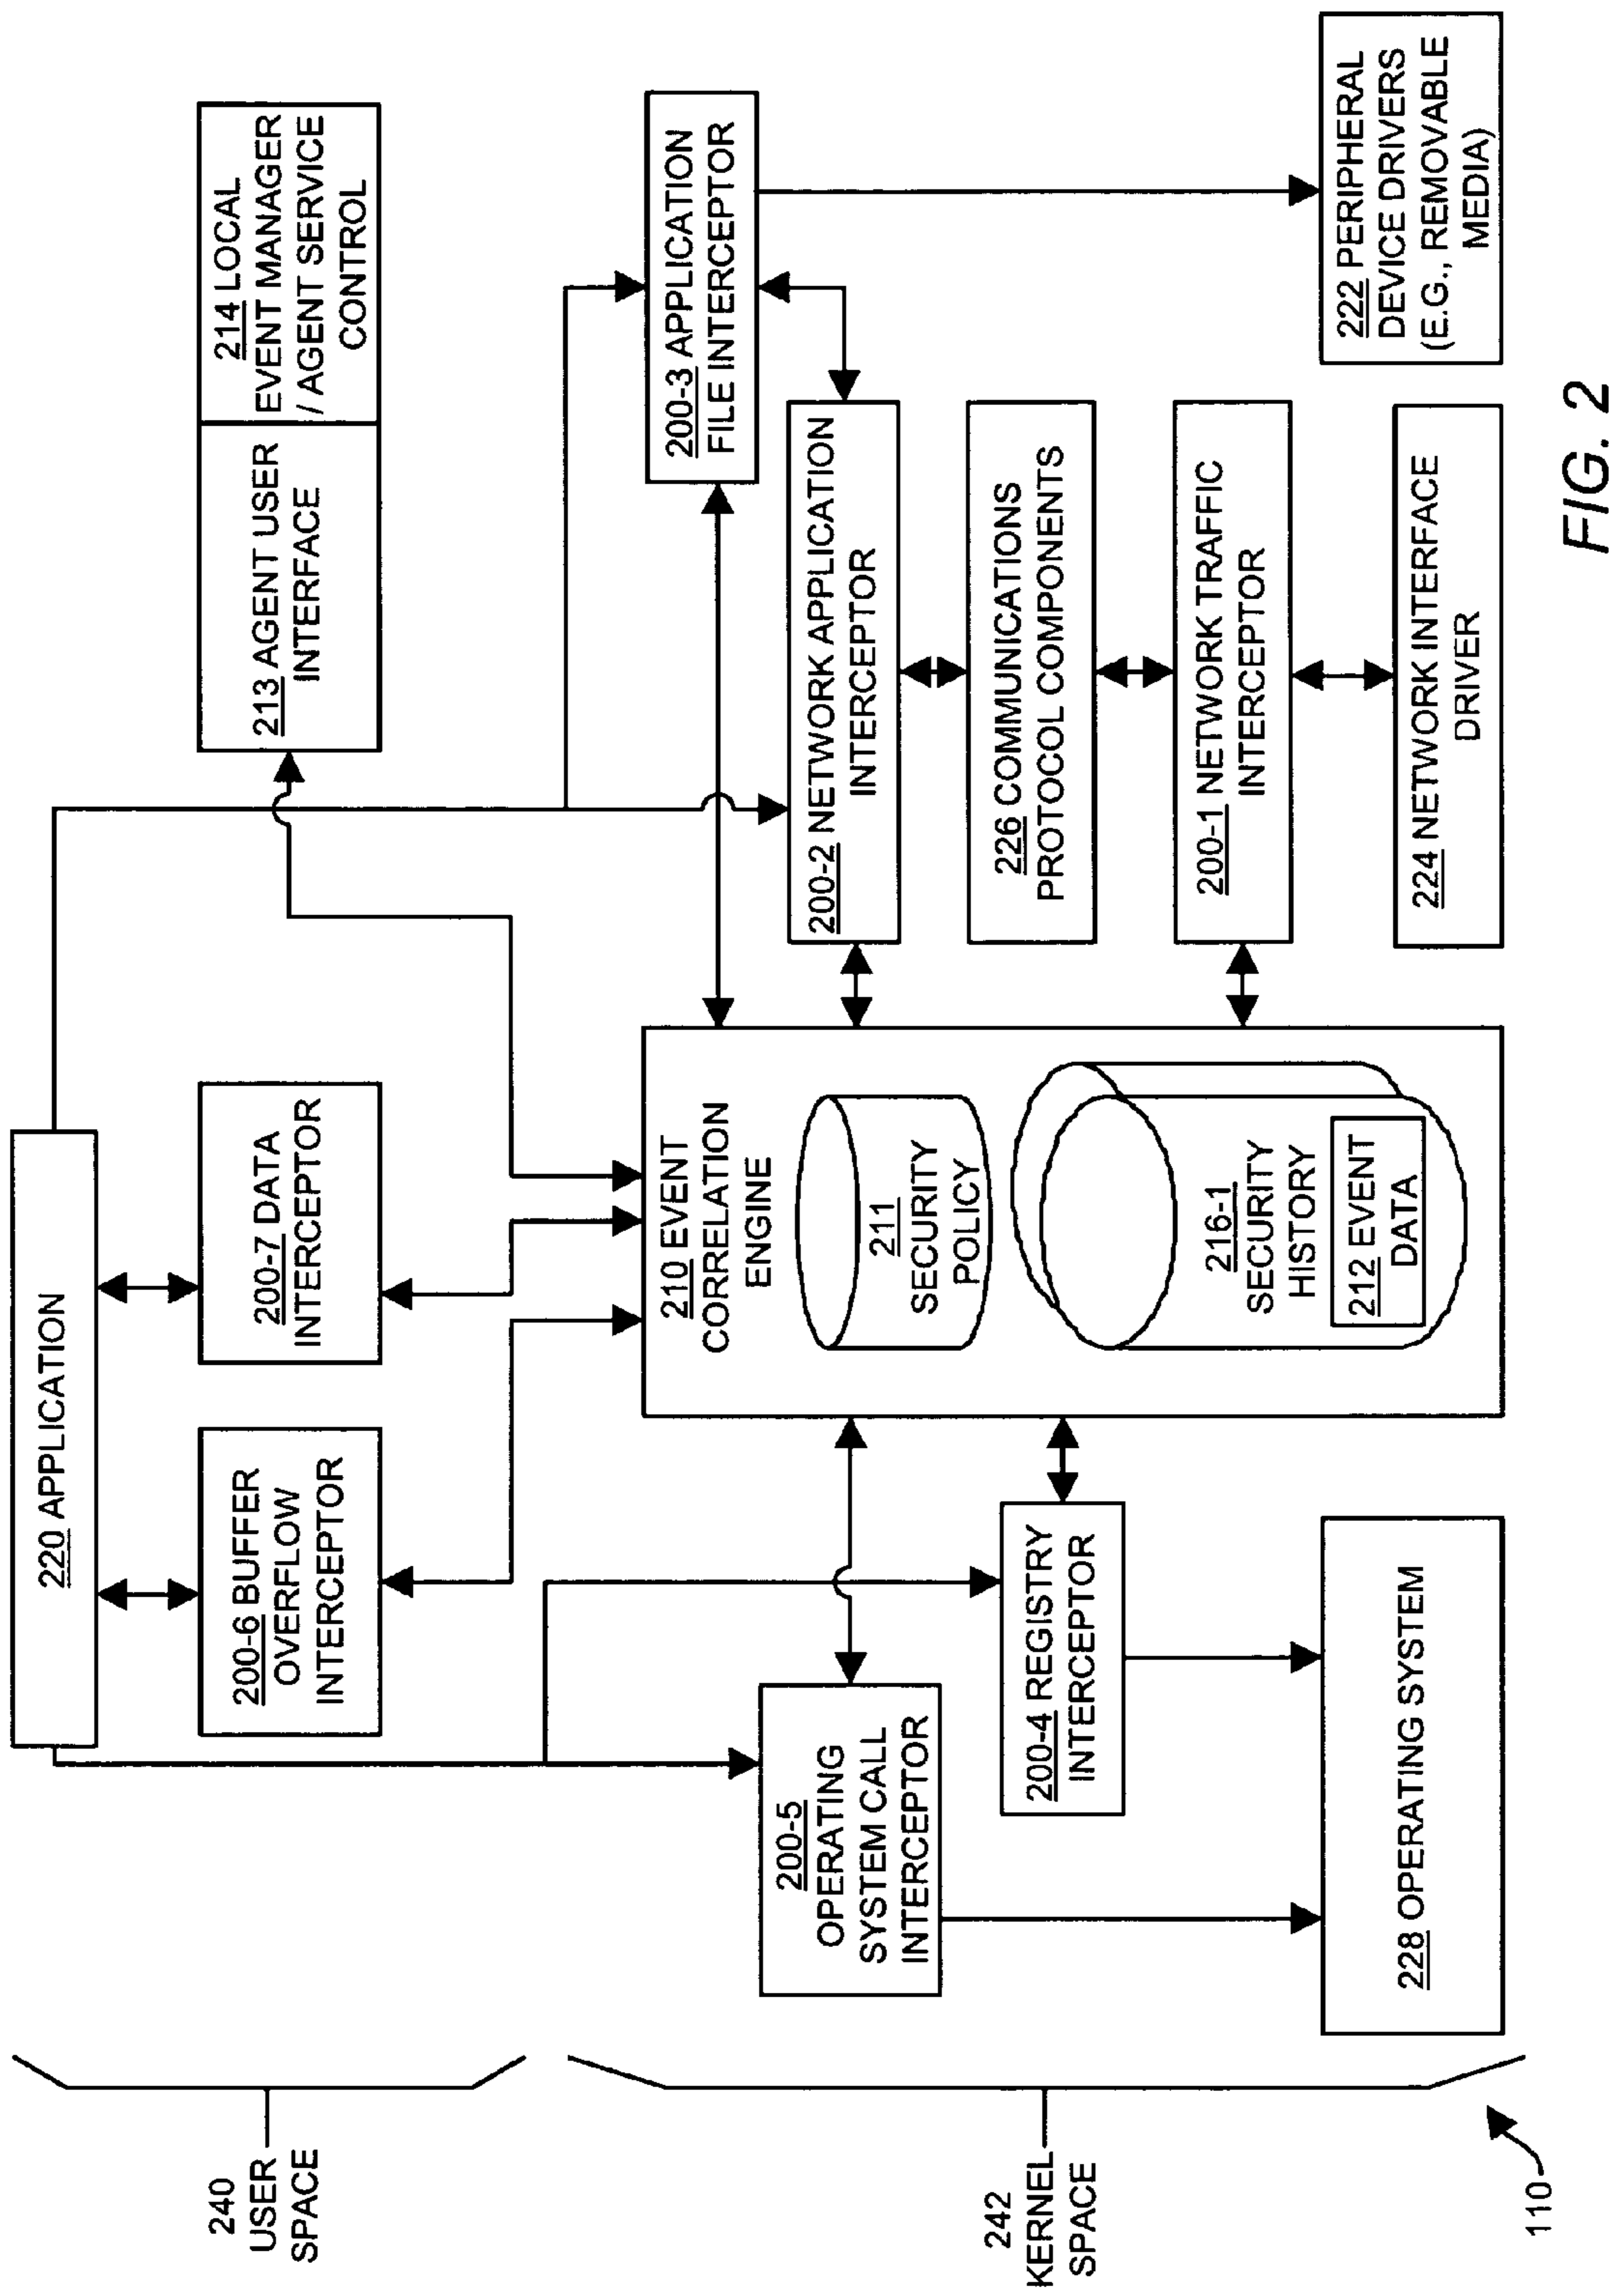 220 APPLICATION
200-6 BUFFER
OVERFLOW
INTERCEPTOR
200-7 DATA
INTERCEPTOR
213 AGENT USER
INTERFACE
214 LOCAL
EVENT MANAGER
/ AGENT SERVICE
CONTROL
240
USER
SPACE
200-5
OPERATING
SYSTEM CALL
INTERCEPTOR
200-4 REGISTRY
INTERCEPTOR
228 OPERATING SYSTEM
210 EVENT
CORRELATION
ENGINE
211
SECURITY
POLICY
216-1
SECURITY
HISTORY
212 EVENT
DATA
200-3 APPLICATION
FILE INTERCEPTOR
200-2 NETWORK APPLICATION
INTERCEPTOR
226 COMMUNICATIONS
PROTOCOL COMPONENTS
200-1 NETWORK TRAFFIC
INTERCEPTOR
224 NETWORK INTERFACE
DRIVER
222 PERIPHERAL
DEVICE DRIVERS
(E.G., REMOVABLE
MEDIA)
242
KERNEL
SPACE
110
FIG. 2